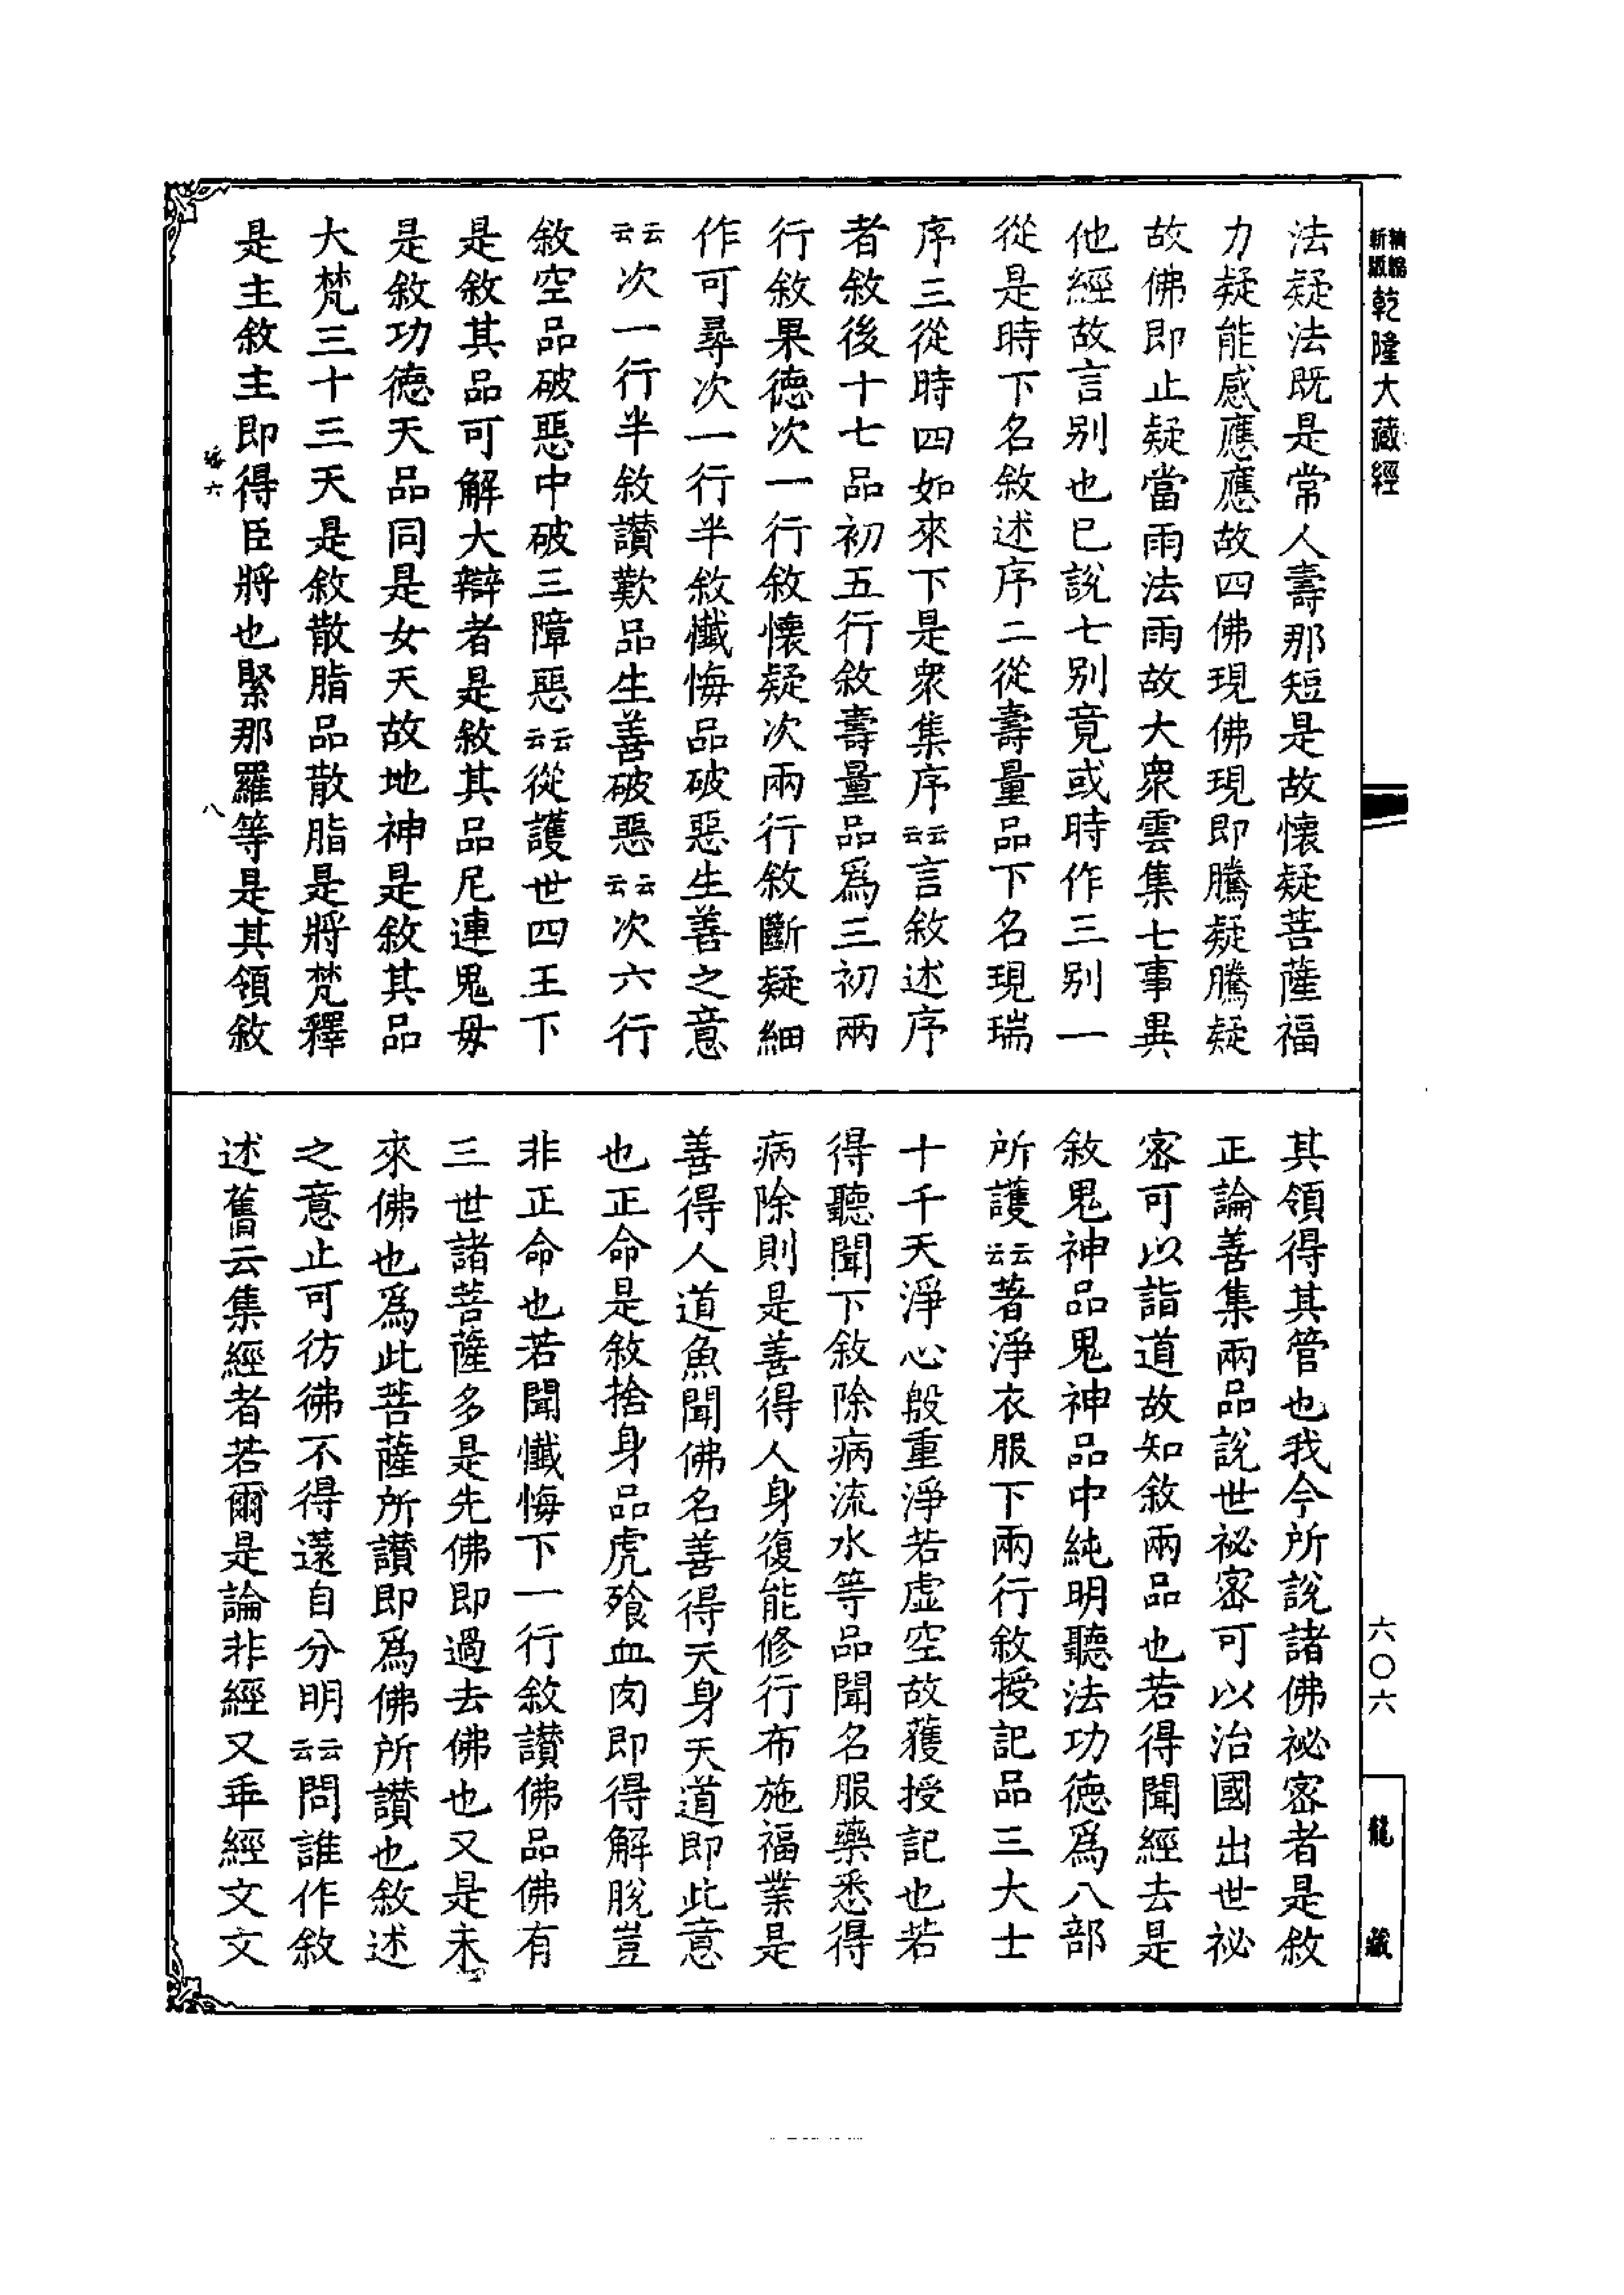 新版精縮乾隆大藏經
法疑法既是常人壽那短是故懷疑菩薩福
力疑能感應應故四佛現佛現即騰疑騰疑
故佛即止疑當雨法雨故大衆雲集七事異
他經故言別也已說七別竟或時作三別一
從是時下名敘述序二從壽量品下名現瑞
序三從時四如來下是衆集序云云言敘述序
者敘後十七品初五行敘壽量品爲三初兩
行敘果德次一行敘懷疑次兩行敘斷疑細
作可尋次一行半敘懺悔品破惡生善之意
云云次一行半敘讚歎品生善破惡云云次六行
敘空品破惡中破三障惡云云從護世四王下
是敘其品可解大辯者是敘其品尼連鬼母
是敘功德天品同是女天故地神是敘其品
大梵三十三天是敘散脂品散脂是將梵釋
是主敘主即得臣將也緊那羅等是其領敘
六
八
其領得其管也我今所說諸佛祕密者是敘
正論善集兩品說世祕密可以治國出世祕
密可以詣道故知敘兩品也若得聞經去是
敘鬼神品鬼神品中純明聽法功德爲八部
所護云云著淨衣服下兩行敘授記品三大士
十千天淨心殷重淨若虛空故獲授記也若
得聽聞下敘除病流水等品聞名服藥悉得
病除則是善得人身復能修行布施福業是
善得人道魚聞佛名善得天身天道即此意
也正命是敘捨身品虎飱血肉即得解脫豈
非正命也若聞懺悔下一行敘讚佛品佛有
三世諸菩薩多是先佛即過去佛也又是未
來佛也爲此菩薩所讚即爲佛所讚也敘述
之意止可彷彿不得薳自分明云云問誰作敘
述舊云集經者若爾是論非經又乖經文文
六〇六
龍藏